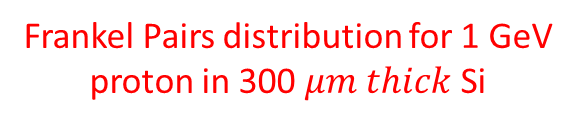 Frankel Pairs distribution for 1 GeV
proton in 300 𝜇𝑚 𝑡ℎ𝑖𝑐𝑘 Si